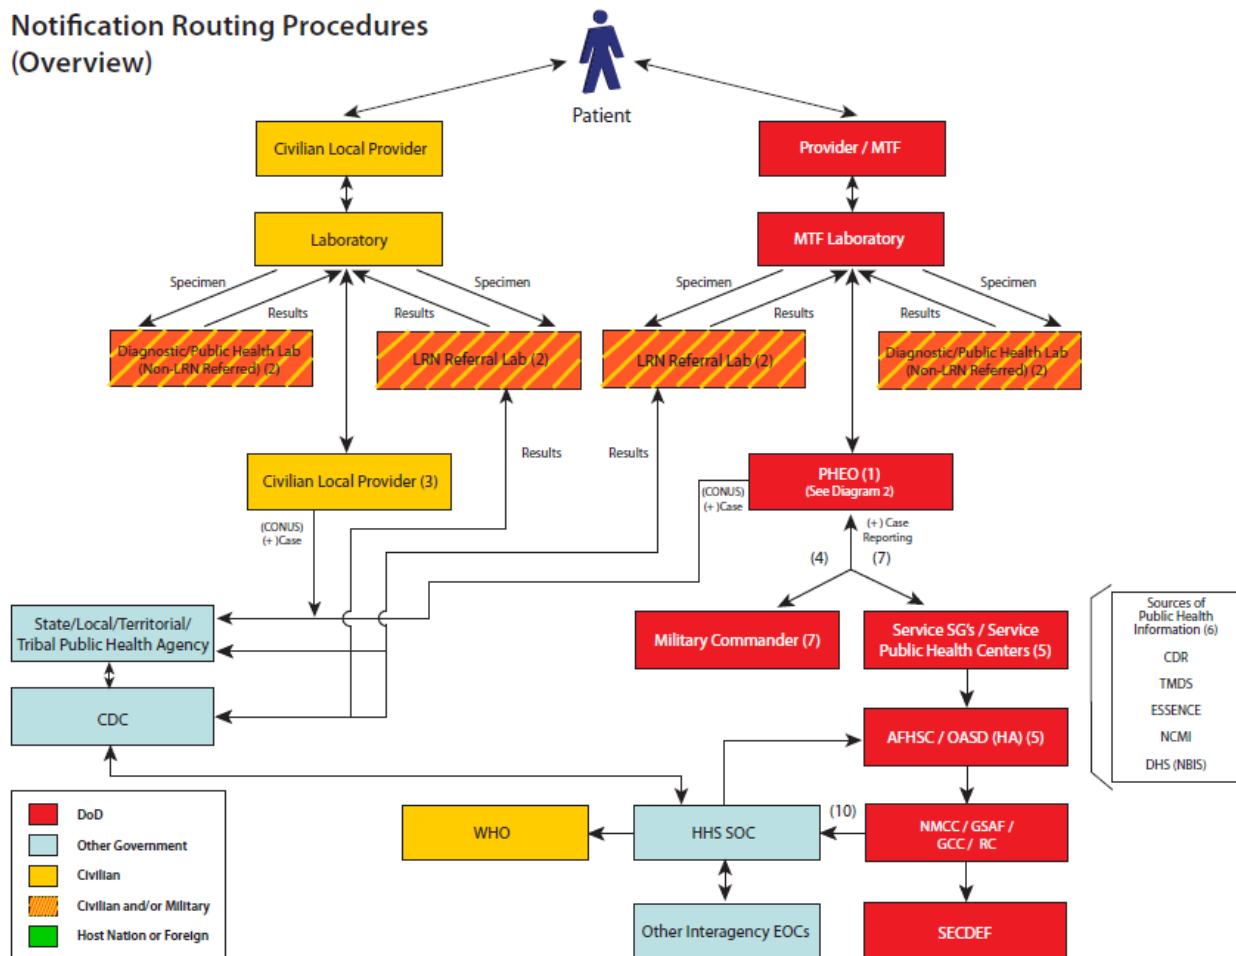 Notification Routing Procedures
(Overview)
Patient
Civilian Local Provider
Provider / MTF
Laboratory
MTF Laboratory
Specimen
Results
Results
Specimen
Specimen
Results
Results
Specimen
Diagnostic/Public Health Lab
(Non-LRN Referred) (2)
LRN Referral Lab (2)
LRN Referral Lab (2)
Diagnostic/Public Health Lab
(Non-LRN Referred) (2)
Results
Results
Civilian Local Provider (3)
PHEO (1)
(See Diagram 2)
(CONUS)
(+ )Case
(CONUS)
(+ )Case
(+ ) Case
Reporting
(4)
(7)
State/Local/Territorial/
Tribal Public Health Agency
Military Commander (7)
Service SG's / Service
Public Health Centers (5)
Sources of
Public Health
Information (6)
CDR
TMDS
ESSENCE
NCMI
DHS (NBIS)
CDC
AFHSC / OASD (HA) (5)
WHO
HHS SOC
(10)
NMCC / GSAF /
GCC / RC
Other Interagency EOCs
SECDEF
DoD
Other Government
Civilian
Civilian and/or Military
Host Nation or Foreign